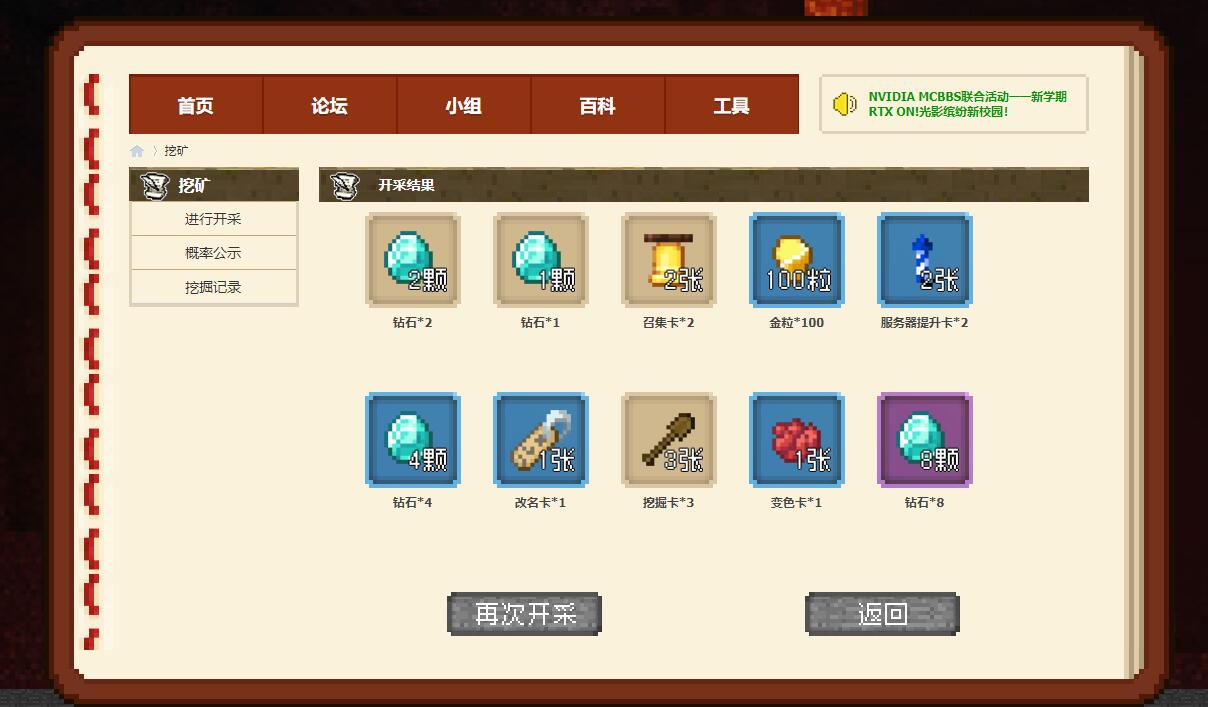 首页 论坛 小组 百科 工具
NVIDIA MCBBS联合活动——新学期
RTX ON!光影缤纷新校园!
〉挖矿
挖矿
进行开采
概率公示
挖掘记录
开采结果
2颗 1颗 2张 100粒 2张
钻石*2 钻石*1 召集卡*2 金粒*100 服务器提升卡*2
4颗 1张 3张 1张 8颗
钻石*4 改名卡*1 挖掘卡*3 变色卡*1 钻石*8
再次开采 返回